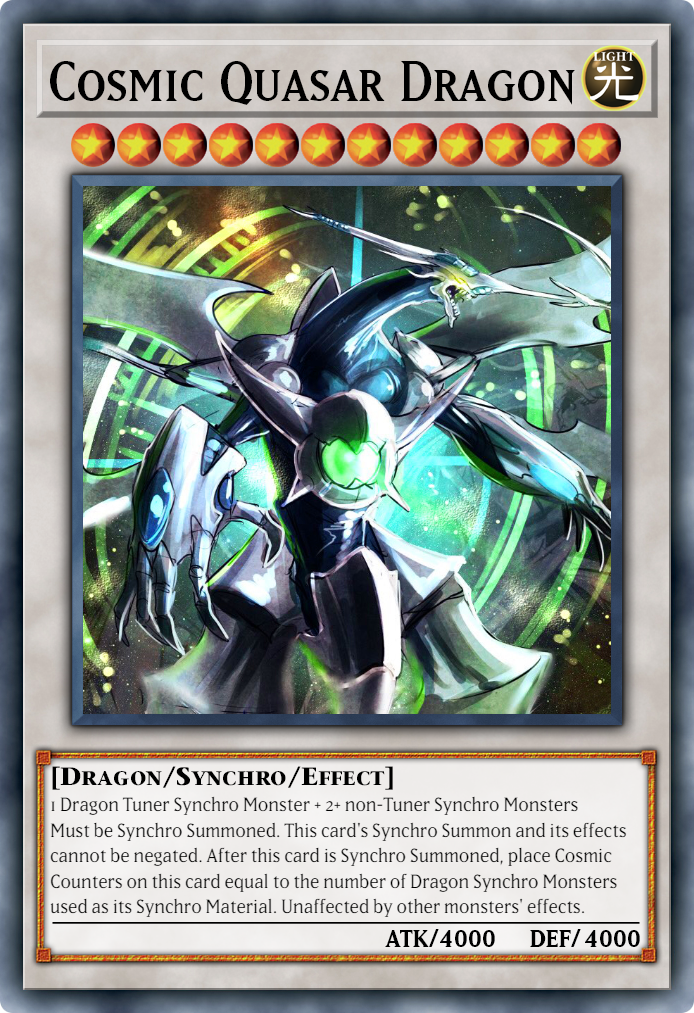 Cosmic Quasar Dragon
LIGHT
光
[Dragon/Synchro/Effect]
1 Dragon Tuner Synchro Monster + 2+ non-Tuner Synchro Monsters
Must be Synchro Summoned. This card's Synchro Summon and its effects
cannot be negated. After this card is Synchro Summoned, place Cosmic
Counters on this card equal to the number of Dragon Synchro Monsters
used as its Synchro Material. Unaffected by other monsters' effects.
ATK/4000 DEF/ 4000